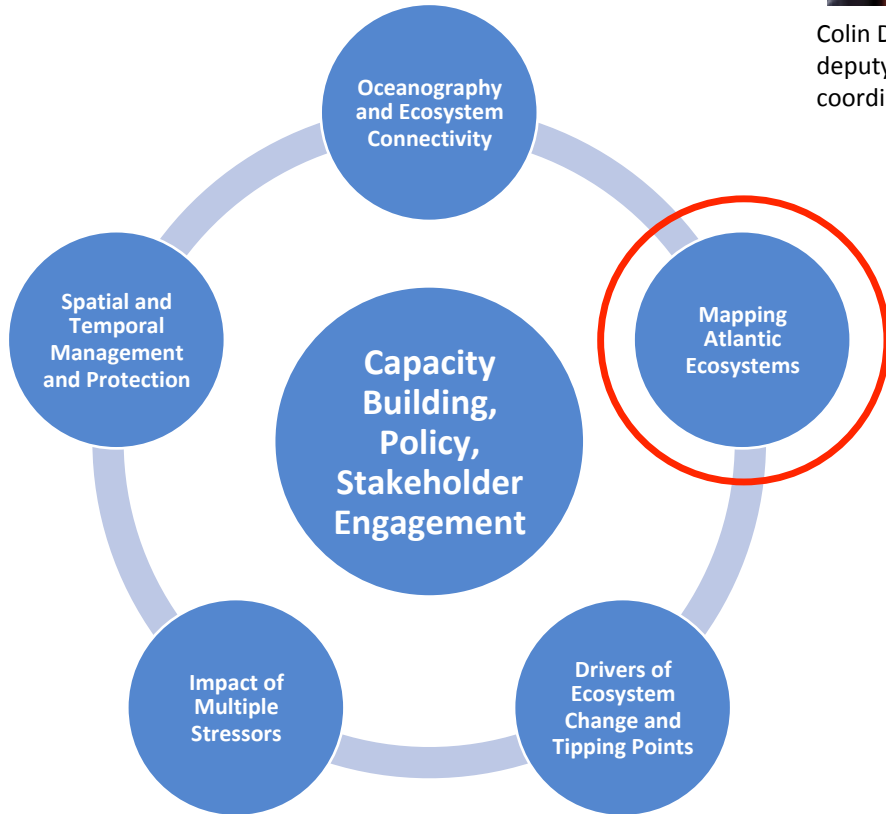 Colin D
deputy
coordi
Oceanography
and Ecosystem
Connectivity
Mapping
Atlantic
Ecosystems
Spatial and
Temporal
Management
and Protection
Capacity
Building,
Policy,
Stakeholder
Engagement
Impact of
Multiple
Stressors
Drivers of
Ecosystem
Change and
Tipping Points